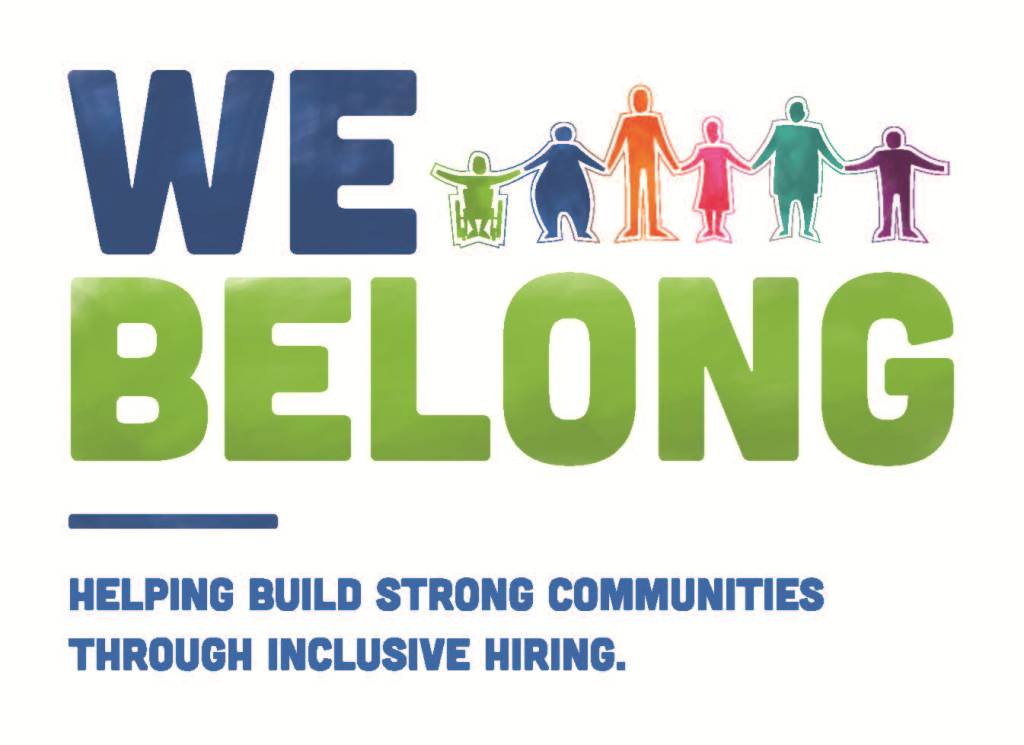 WE
BELONG
HELPING BUILD STRONG COMMUNITIES
THROUGH INCLUSIVE HIRING.